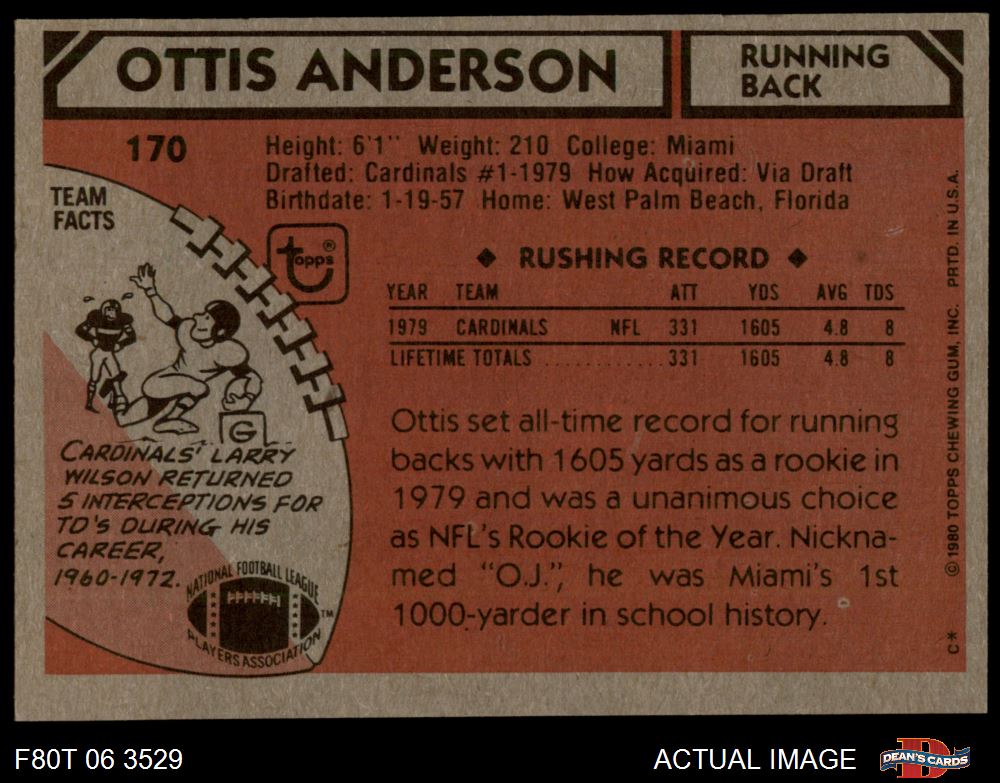 OTTIS ANDERSON
RUNNING
BACK
170
Height: 6'1'' Weight: 210 College: Miami
Drafted: Cardinals #1-1979 How Acquired: Via Draft
Birthdate: 1-19-57 Home: West Palm Beach, Florida
TEAM
FACTS
topps®
◆ RUSHING RECORD ◆
YEAR TEAM ATT YDS AVG TDS
1979 CARDINALS NFL 331 1605 4.8 8
LIFETIME TOTALS ............ 331 1605 4.8 8
G
CARDINALS' LARRY
WILSON RETURNED
5 INTERCEPTIONS FOR
TD'S DURING HIS
CAREER,
1960-1972.
NATIONAL FOOTBALL LEAGUE
PLAYERS ASSOCIATION
TM
Ottis set all-time record for running
backs with 1605 yards as a rookie in
1979 and was a unanimous choice
as NFL's Rookie of the Year. Nickna-
med “O.J.”, he was Miami's 1st
1000-yarder in school history.
©1980 TOPPS CHEWING GUM, INC. PRTD. IN U.S.A.
C*
F80T 06 3529
ACTUAL IMAGE
D
DEAN'S CARDS